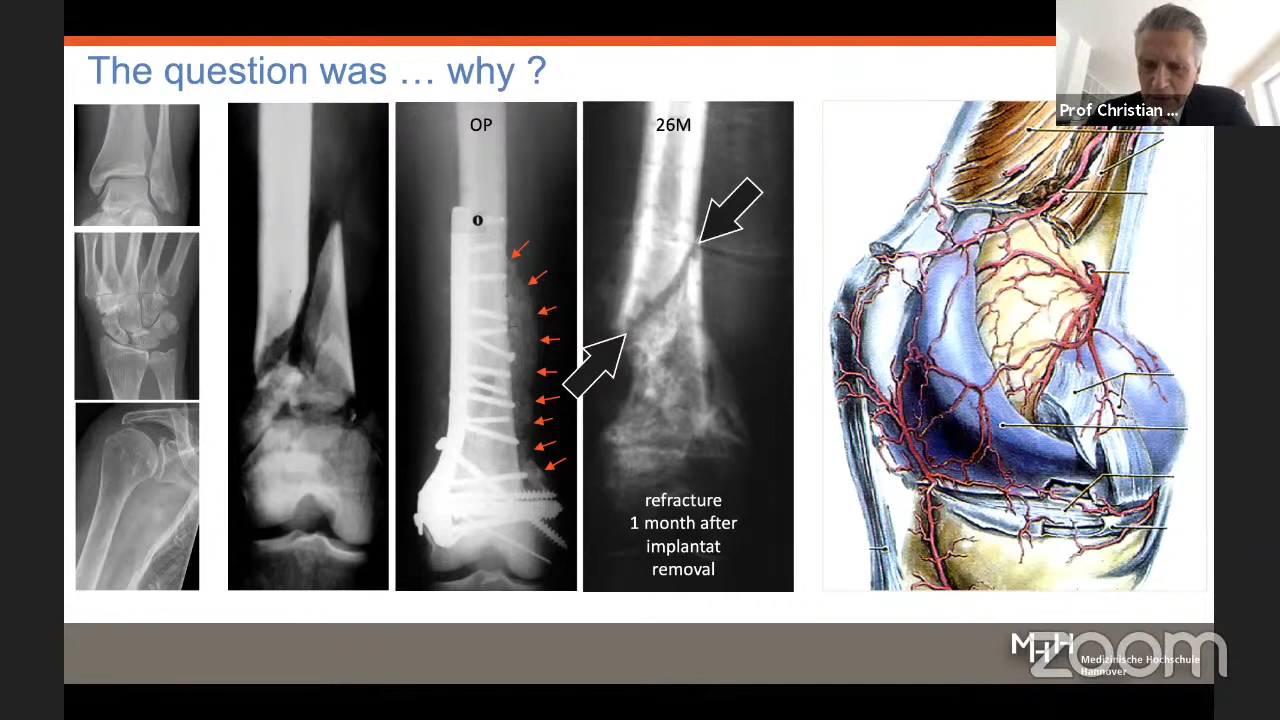 The question was … why ?
Prof Christian ...
OP
26M
refracture
1 month after
implantat
removal
MHH
Medizinische Hochschule
Hannover
zoom